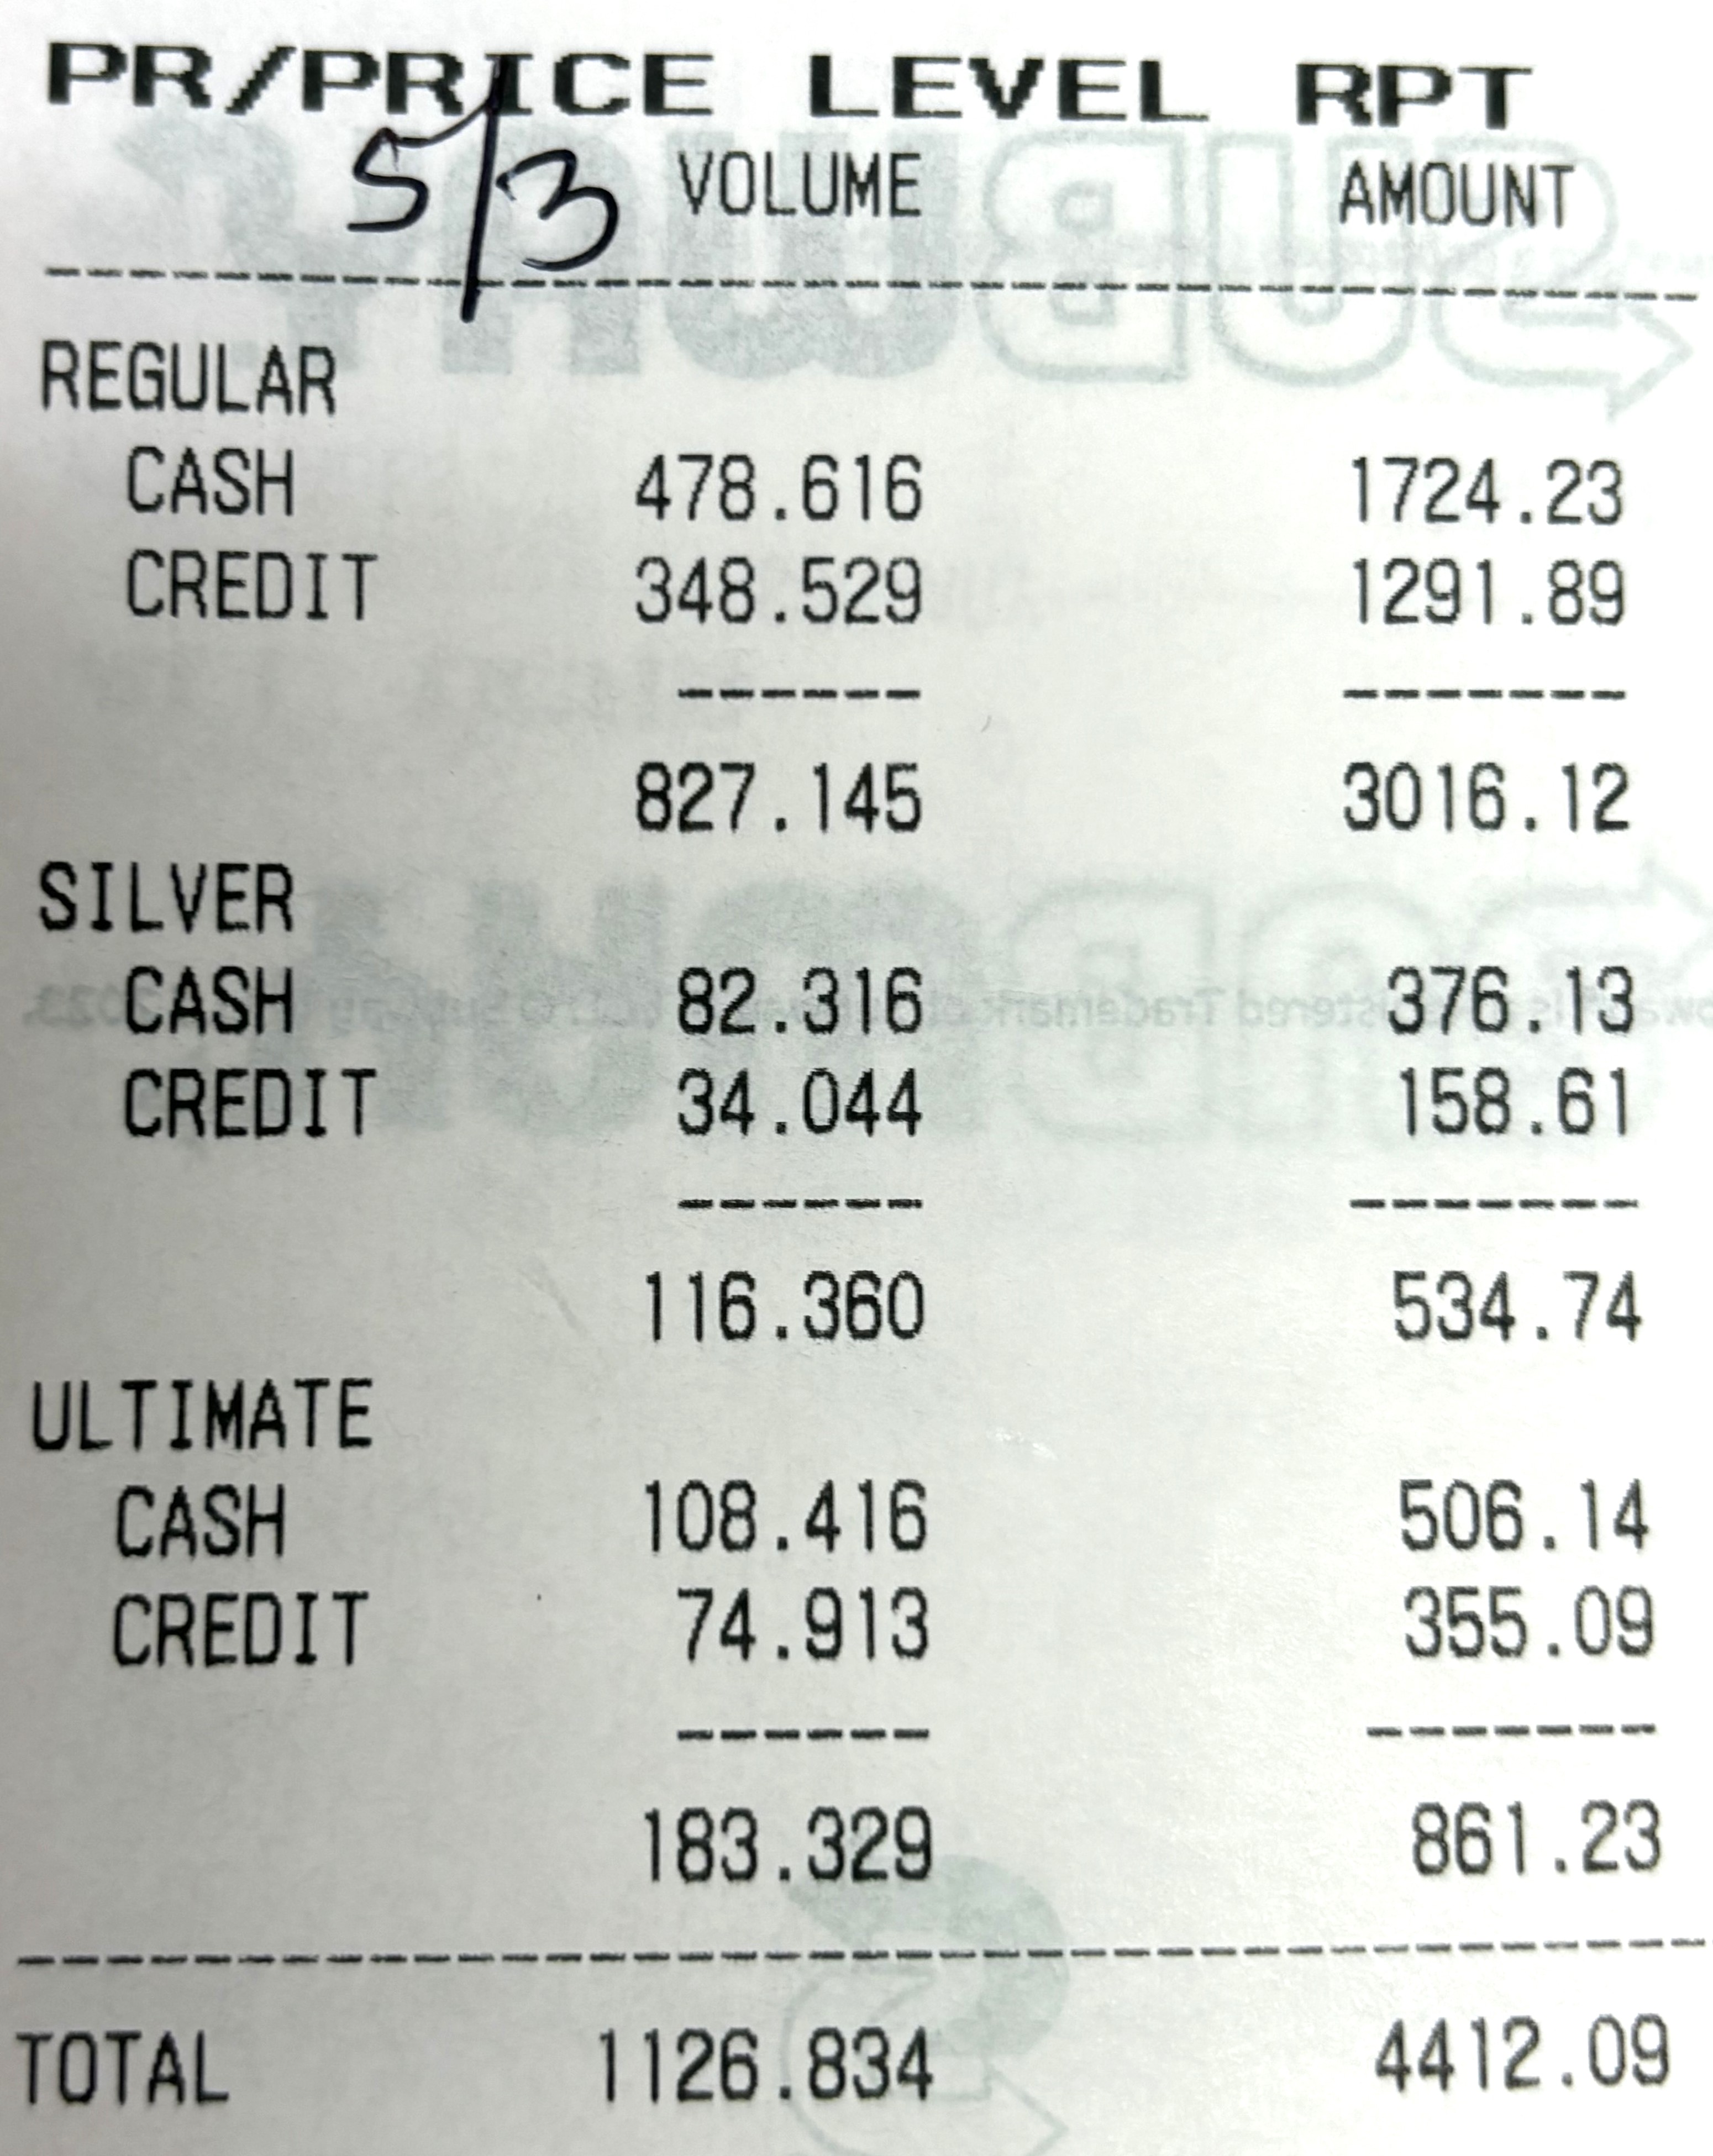 PR/PRICE LEVEL RPT
5/3 VOLUME AMOUNT
REGULAR
CASH 478.616 1724.23
CREDIT 348.529 1291.89
------ -------
827.145 3016.12
SILVER
CASH 82.316 376.13
CREDIT 34.044 158.61
------ -------
116.360 534.74
ULTIMATE
CASH 108.416 506.14
CREDIT 74.913 355.09
------ -------
183.329 861.23
TOTAL 1126.834 4412.09